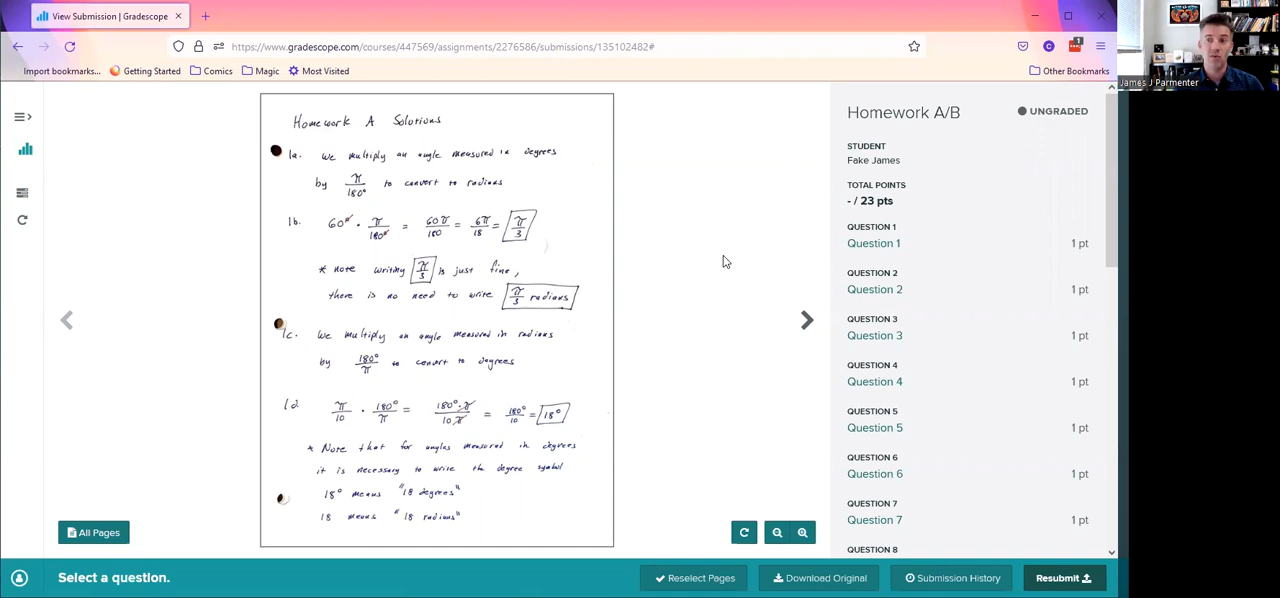 View Submission | Gradescope
https://www.gradescope.com/courses/447569/assignments/2276586/submissions/135102482#
1
Import bookmarks...
Getting Started
Comics
Magic
Most Visited
Other Bookmarks
James J Parmenter
Homework A Solutions
1a. We multiply an angle measured in degrees
by π/180° to convert to radians
1b. 60° · π/180° = 60π/180 = 6π/18 = π/3
* Note writing π/3 is just fine,
there is no need to write π/3 radians
1c. We multiply an angle measured in radians
by 180°/π to convert to degrees
1d. π/10 · 180°/π = 180°·π/10π = 180°/10 = 18°
* Note that for angles measured in degrees
it is necessary to write the degree symbol
18° means "18 degrees"
18 means "18 radians"
All Pages
Homework A/B
UNGRADED
STUDENT
Fake James
TOTAL POINTS
- / 23 pts
QUESTION 1
Question 1 1 pt
QUESTION 2
Question 2 1 pt
QUESTION 3
Question 3 1 pt
QUESTION 4
Question 4 1 pt
QUESTION 5
Question 5 1 pt
QUESTION 6
Question 6 1 pt
QUESTION 7
Question 7 1 pt
QUESTION 8
Select a question.
Reselect Pages
Download Original
Submission History
Resubmit